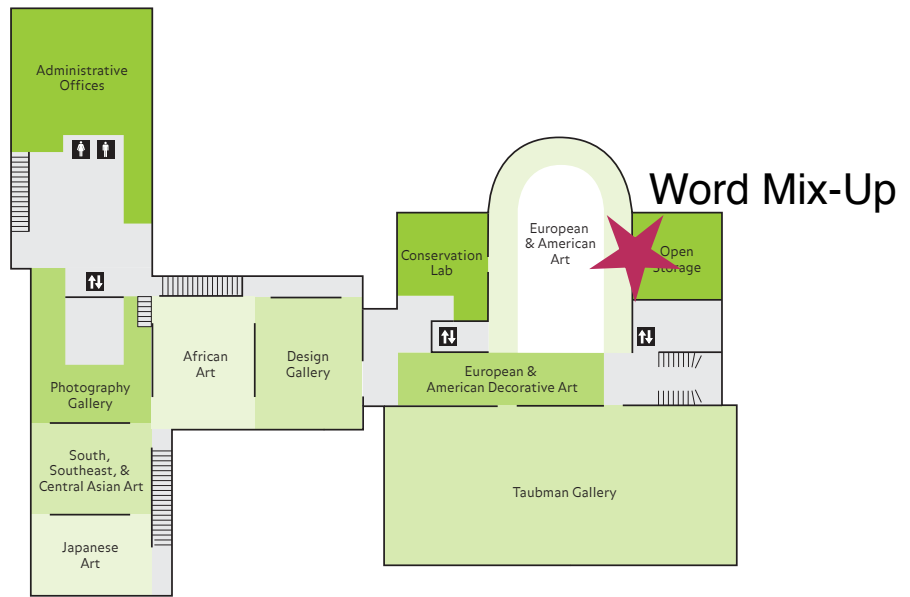 Administrative
Offices
Word Mix-Up
European
& American
Art
Conservation
Lab
Open
Storage
African
Art
Design
Gallery
European &
American Decorative Art
Photography
Gallery
South,
Southeast, &
Central Asian Art
Taubman Gallery
Japanese
Art